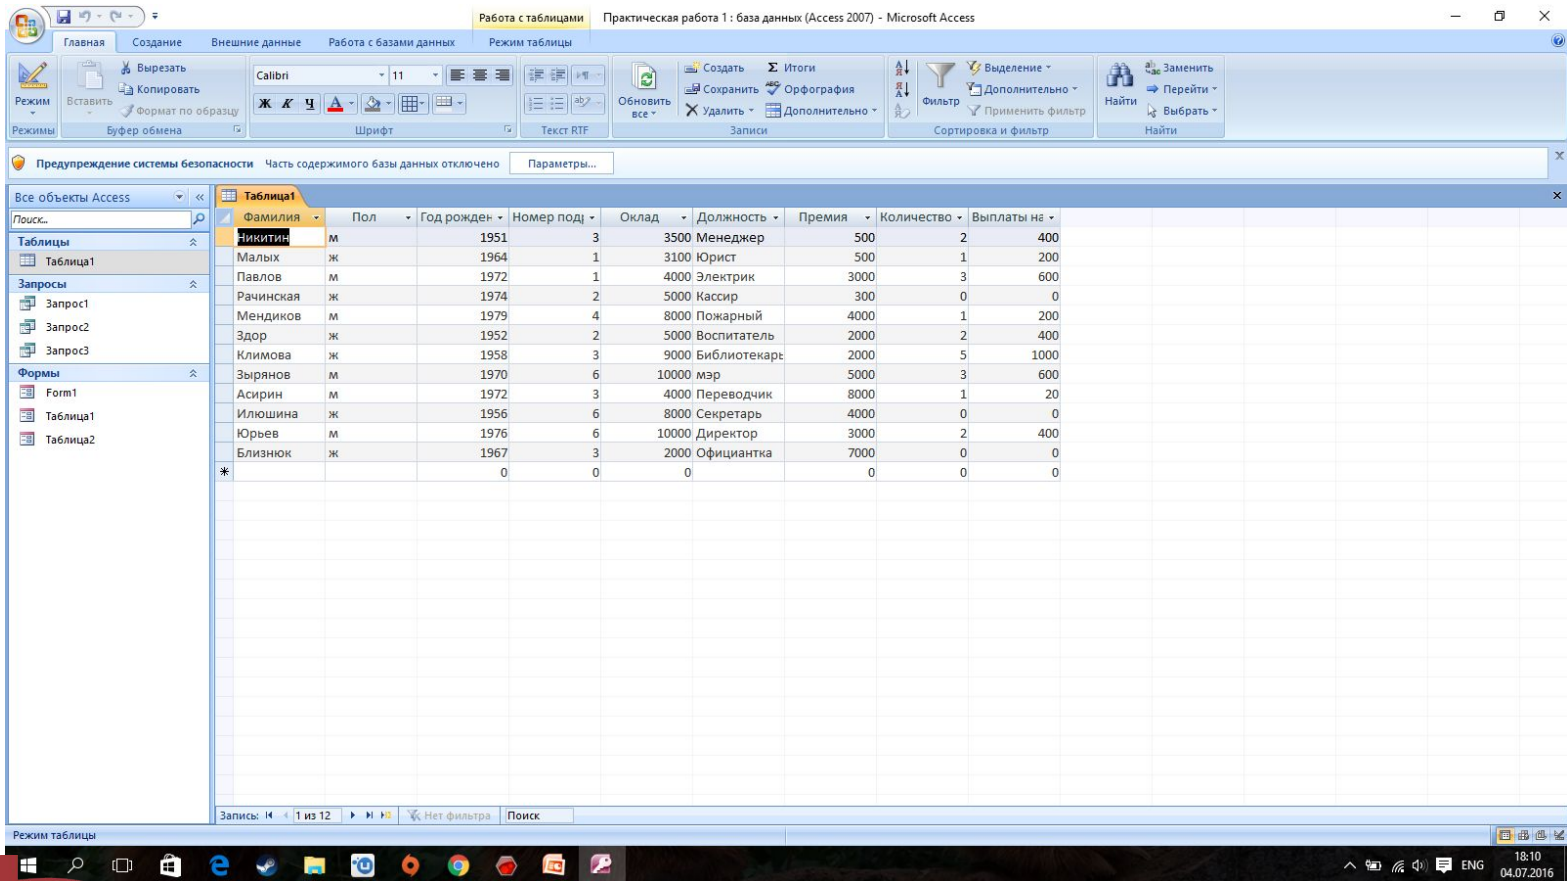 Работа с таблицами Практическая работа 1 : база данных (Access 2007) - Microsoft Access
Главная Создание Внешние данные Работа с базами данных Режим таблицы
Режим
Режимы
Вставить
Вырезать
Копировать
Формат по образцу
Буфер обмена
Calibri 11
Ж К Ч А
Шрифт
Текст RTF
Обновить все
Создать Σ Итоги
Сохранить Орфография
Удалить Дополнительно
Записи
Фильтр
Выделение
Дополнительно
Применить фильтр
Сортировка и фильтр
Найти
Заменить
Перейти
Выбрать
Найти
Предупреждение системы безопасности Часть содержимого базы данных отключено Параметры...
Все объекты Access
Поиск...
Таблицы
Таблица1
Запросы
Запрос1
Запрос2
Запрос3
Формы
Form1
Таблица1
Таблица2
Таблица1
Фамилия Пол Год рожден Номер подр Оклад Должность Премия Количество Выплаты на
Никитин м 1951 3 3500 Менеджер 500 2 400
Малых ж 1964 1 3100 Юрист 500 1 200
Павлов м 1972 1 4000 Электрик 3000 3 600
Рачинская ж 1974 2 5000 Кассир 300 0 0
Мендиков м 1979 4 8000 Пожарный 4000 1 200
Здор ж 1952 2 5000 Воспитатель 2000 2 400
Климова ж 1958 3 9000 Библиотекарь 2000 5 1000
Зырянов м 1970 6 10000 мэр 5000 3 600
Асирин м 1972 3 4000 Переводчик 8000 1 20
Илюшина ж 1956 6 8000 Секретарь 4000 0 0
Юрьев м 1976 6 10000 Директор 3000 2 400
Близнюк ж 1967 3 2000 Официантка 7000 0 0
0 0 0 0 0 0
Запись: 1 из 12 Нет фильтра Поиск
Режим таблицы
ENG 18:10
04.07.2016